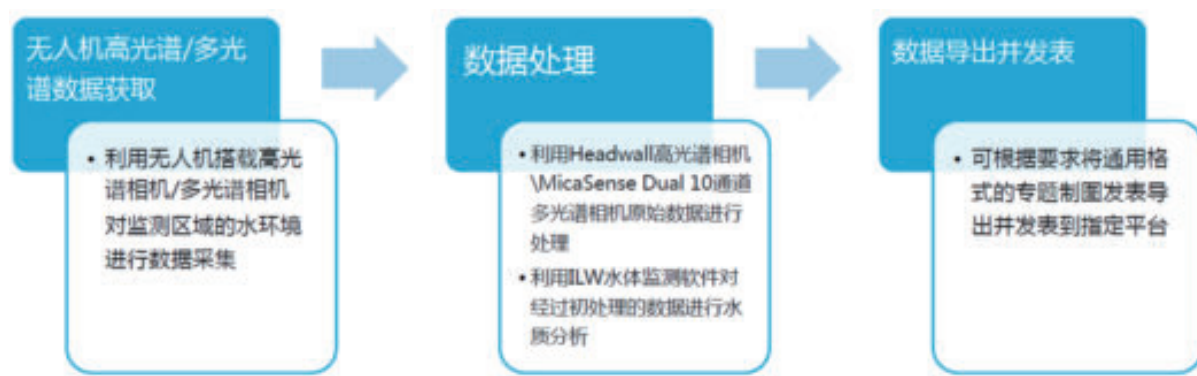 无人机高光谱/多光
谱数据获取
• 利用无人机搭载高光
谱相机/多光谱相机
对监测区域的水环境
进行数据采集
数据处理
• 利用Headwall高光谱相机
\MicaSense Dual 10通道
多光谱相机原始数据进行
处理
• 利用ILW水体监测软件对
经过初处理的数据进行水
质分析
数据导出并发表
• 可根据要求将通用格
式的专题制图发表导
出并发表到指定平台